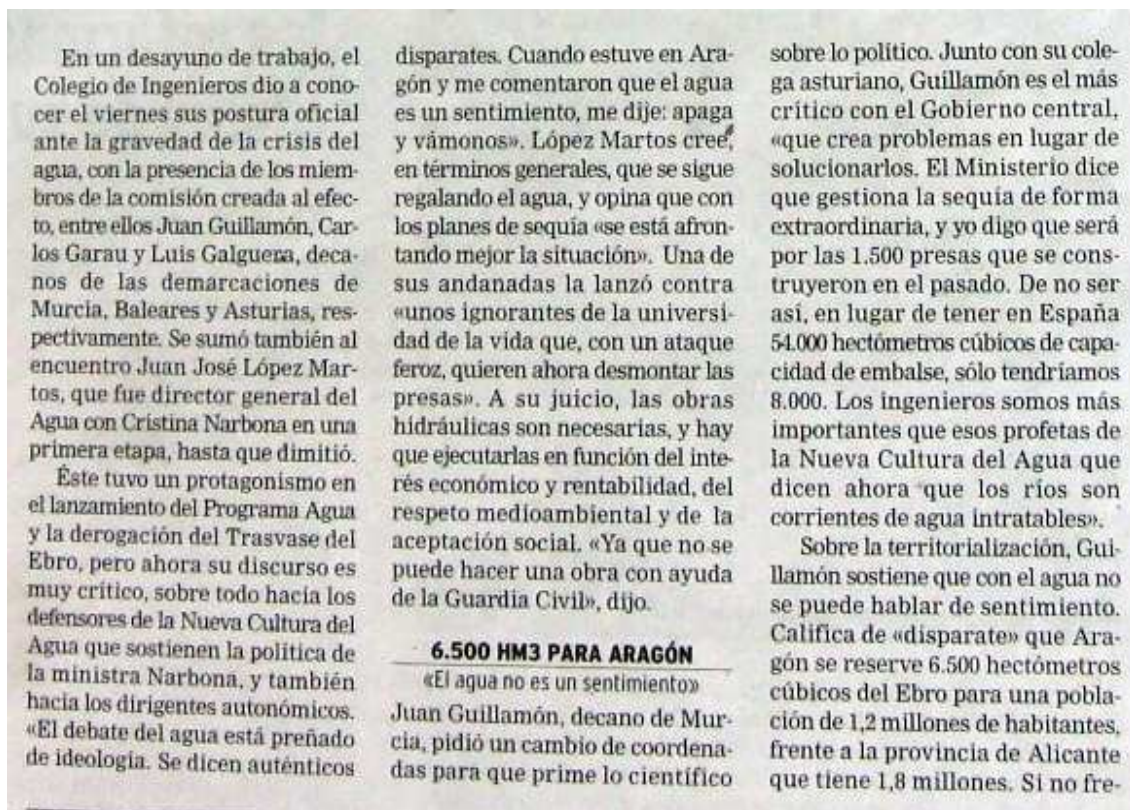 En un desayuno de trabajo, el
Colegio de Ingenieros dio a cono-
cer el viernes sus postura oficial
ante la gravedad de la crisis del
agua, con la presencia de los miem-
bros de la comisión creada al efec-
to, entre ellos Juan Guillamón, Car-
los Garau y Luis Galguera, deca-
nos de las demarcaciones de
Murcia, Baleares y Asturias, res-
pectivamente. Se sumó también al
encuentro Juan José López Mar-
tos, que fue director general del
Agua con Cristina Narbona en una
primera etapa, hasta que dimitió.
Éste tuvo un protagonismo en
el lanzamiento del Programa Agua
y la derogación del Trasvase del
Ebro, pero ahora su discurso es
muy crítico, sobre todo hacia los
defensores de la Nueva Cultura del
Agua que sostienen la política de
la ministra Narbona, y también
hacia los dirigentes autonómicos.
«El debate del agua está preñado
de ideología. Se dicen auténticos
disparates. Cuando estuve en Ara-
gón y me comentaron que el agua
es un sentimiento, me dije: apaga
y vámonos». López Martos cree,
en términos generales, que se sigue
regalando el agua, y opina que con
los planes de sequía «se está afron-
tando mejor la situación». Una de
sus andanadas la lanzó contra
«unos ignorantes de la universi-
dad de la vida que, con un ataque
feroz, quieren ahora desmontar las
presas». A su juicio, las obras
hidráulicas son necesarias, y hay
que ejecutarlas en función del inte-
rés económico y rentabilidad, del
respeto medioambiental y de la
aceptación social. «Ya que no se
puede hacer una obra con ayuda
de la Guardia Civil», dijo.
6.500 HM3 PARA ARAGÓN
«El agua no es un sentimiento»
Juan Guillamón, decano de Mur-
cia, pidió un cambio de coordena-
das para que prime lo científico
sobre lo político. Junto con su cole-
ga asturiano, Guillamón es el más
crítico con el Gobierno central,
«que crea problemas en lugar de
solucionarlos. El Ministerio dice
que gestiona la sequía de forma
extraordinaria, y yo digo que será
por las 1.500 presas que se cons-
truyeron en el pasado. De no ser
así, en lugar de tener en España
54.000 hectómetros cúbicos de capa-
cidad de embalse, sólo tendríamos
8.000. Los ingenieros somos más
importantes que esos profetas de
la Nueva Cultura del Agua que
dicen ahora que los ríos son
corrientes de agua intratables».
Sobre la territorialización, Gui-
llamón sostiene que con el agua no
se puede hablar de sentimiento.
Califica de «disparate» que Ara-
gón se reserve 6.500 hectómetros
cúbicos del Ebro para una pobla-
ción de 1,2 millones de habitantes,
frente a la provincia de Alicante
que tiene 1,8 millones. Si no fre-